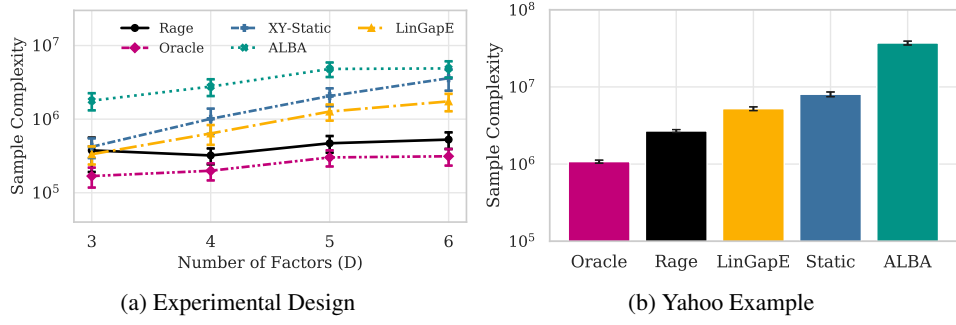 Rage
Oracle
XY-Static
ALBA
LinGapE
Sample Complexity
10^7
10^6
10^5
3 4 5 6
Number of Factors (D)
(a) Experimental Design
Sample Complexity
10^8
10^7
10^6
10^5
Oracle Rage LinGapE Static ALBA
(b) Yahoo Example